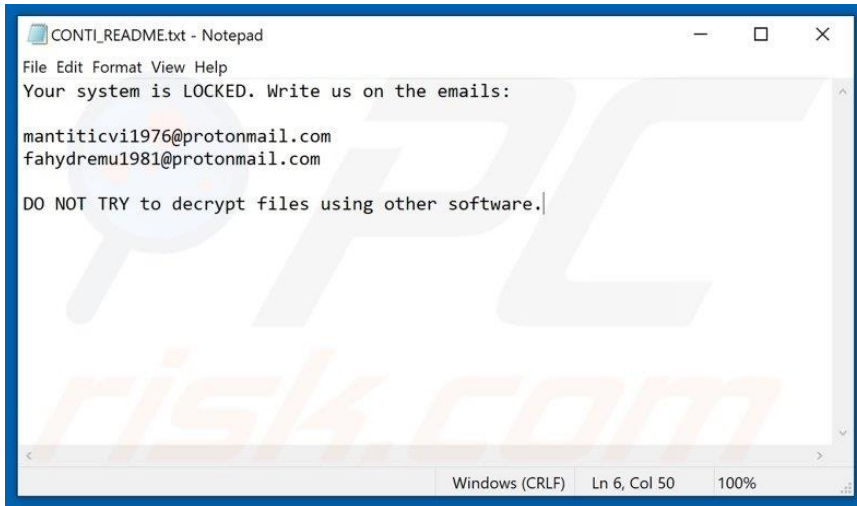 CONTI_README.txt - Notepad
File Edit Format View Help
Your system is LOCKED. Write us on the emails:
mantiticvi1976@protonmail.com
fahydremu1981@protonmail.com
DO NOT TRY to decrypt files using other software.
PC
risk.com
Windows (CRLF) Ln 6, Col 50 100%